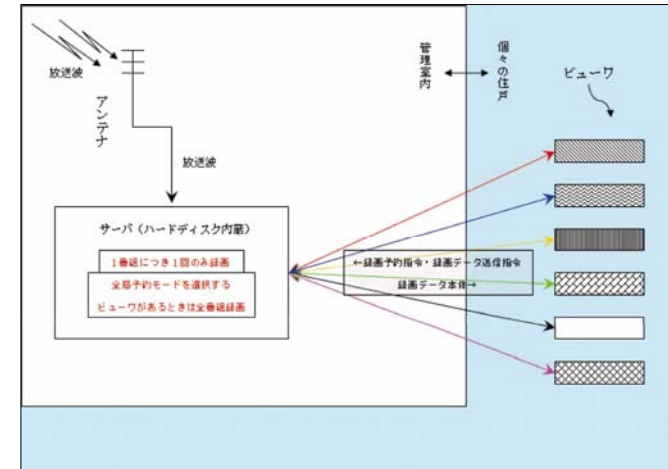 放送波
アンテナ
放送波
管理室内
個々の住戸
ビューワ
サーバ（ハードディスク内蔵）
1番組につき1回のみ録画
全局予約モードを選択する
ビューワがあるときは全番組録画
←録画予約指令・録画データ送信指令
録画データ本体→